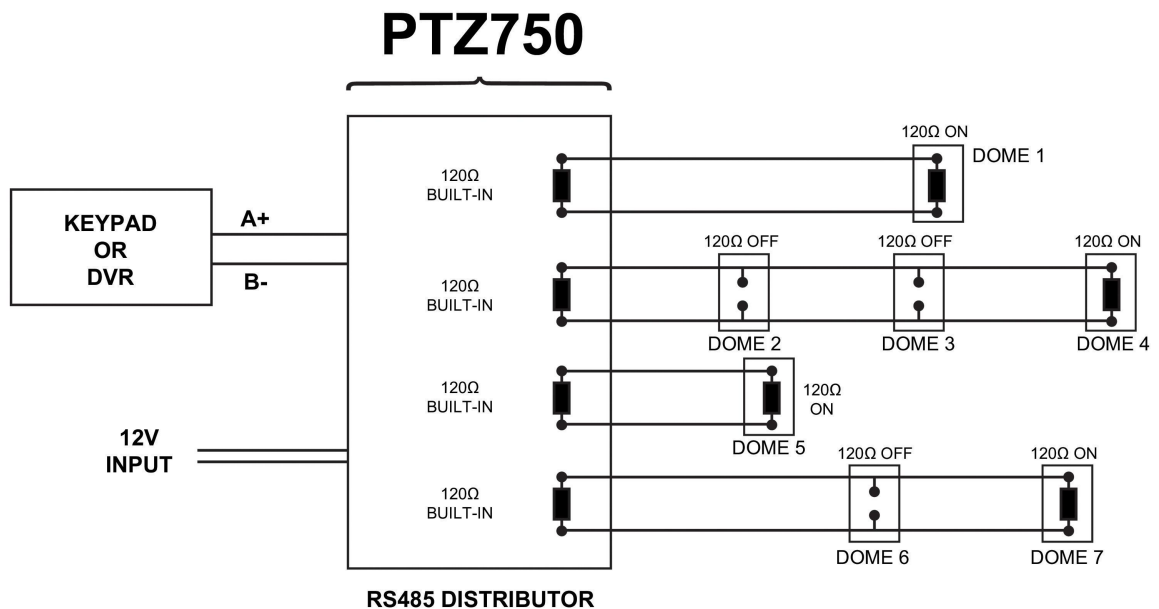 PTZ750
120Ω ON
DOME 1
120Ω
BUILT-IN
KEYPAD
OR
DVR
A+
B-
120Ω OFF
120Ω OFF
120Ω ON
120Ω
BUILT-IN
DOME 2
DOME 3
DOME 4
120Ω
BUILT-IN
120Ω
ON
DOME 5
12V
INPUT
120Ω OFF
120Ω ON
120Ω
BUILT-IN
DOME 6
DOME 7
RS485 DISTRIBUTOR